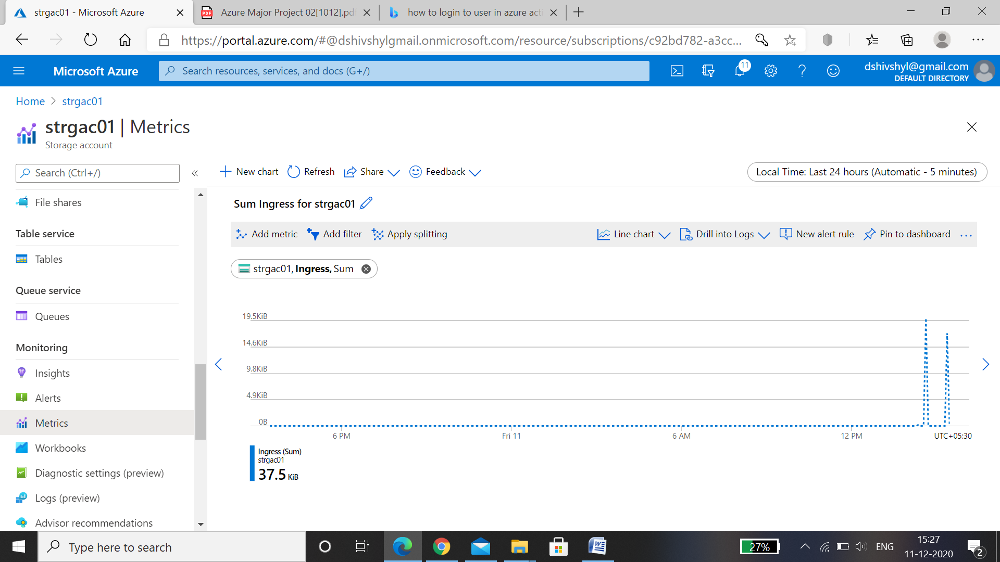 strgac01 - Microsoft Azure
Azure Major Project 02[1012].pdf
how to login to user in azure acti
https://portal.azure.com/#@dshivshylgmail.onmicrosoft.com/resource/subscriptions/c92bd782-a3cc...
Microsoft Azure
Search resources, services, and docs (G+/)
11
dshivshyl@gmail.com
DEFAULT DIRECTORY
Home > strgac01
strgac01 | Metrics
Storage account
Search (Ctrl+/)
«
New chart
Refresh
Share
Feedback
Local Time: Last 24 hours (Automatic - 5 minutes)
File shares
Table service
Tables
Queue service
Queues
Monitoring
Insights
Alerts
Metrics
Workbooks
Diagnostic settings (preview)
Logs (preview)
Advisor recommendations
Sum Ingress for strgac01
Add metric
Add filter
Apply splitting
Line chart
Drill into Logs
New alert rule
Pin to dashboard
...
strgac01, Ingress, Sum
19.5KiB
14.6KiB
9.8KiB
4.9KiB
0B
6 PM
Fri 11
6 AM
12 PM
UTC+05:30
Ingress (Sum)
strgac01
37.5 KiB
Type here to search
27%
ENG
15:27
11-12-2020
2